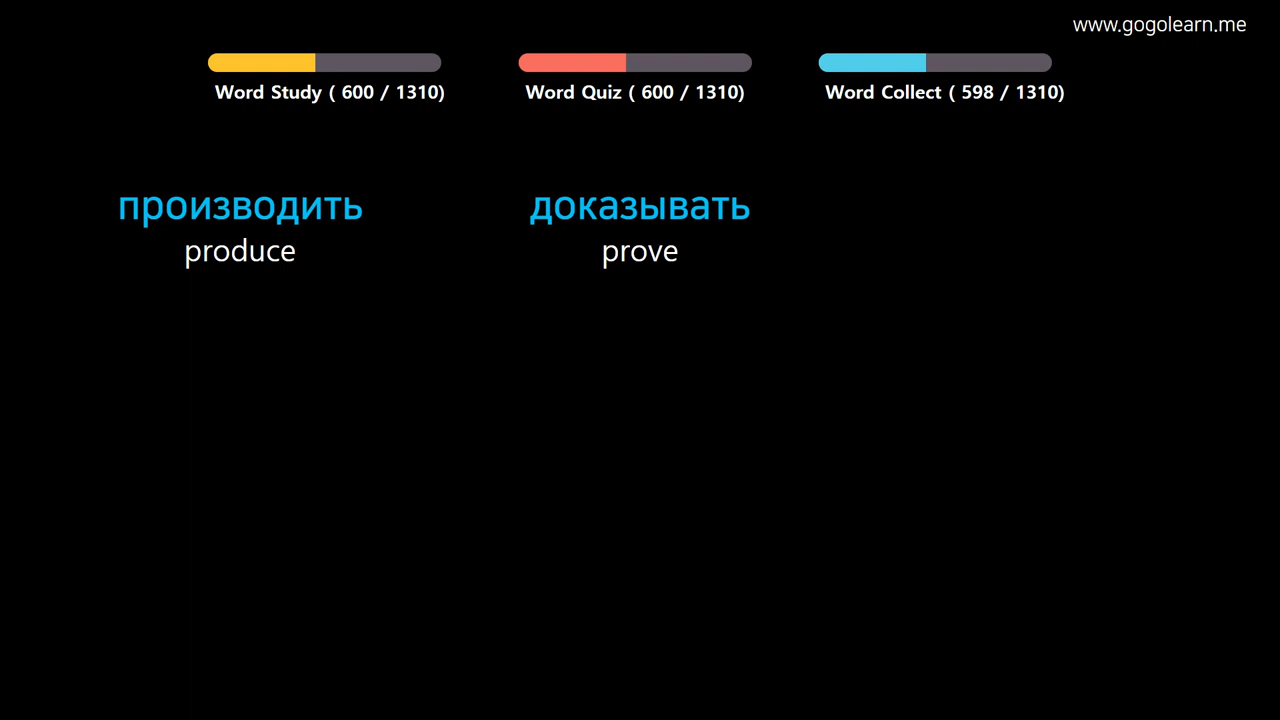 www.gogolearn.me
Word Study ( 600 / 1310)
Word Quiz ( 600 / 1310)
Word Collect ( 598 / 1310)
производить
produce
доказывать
prove